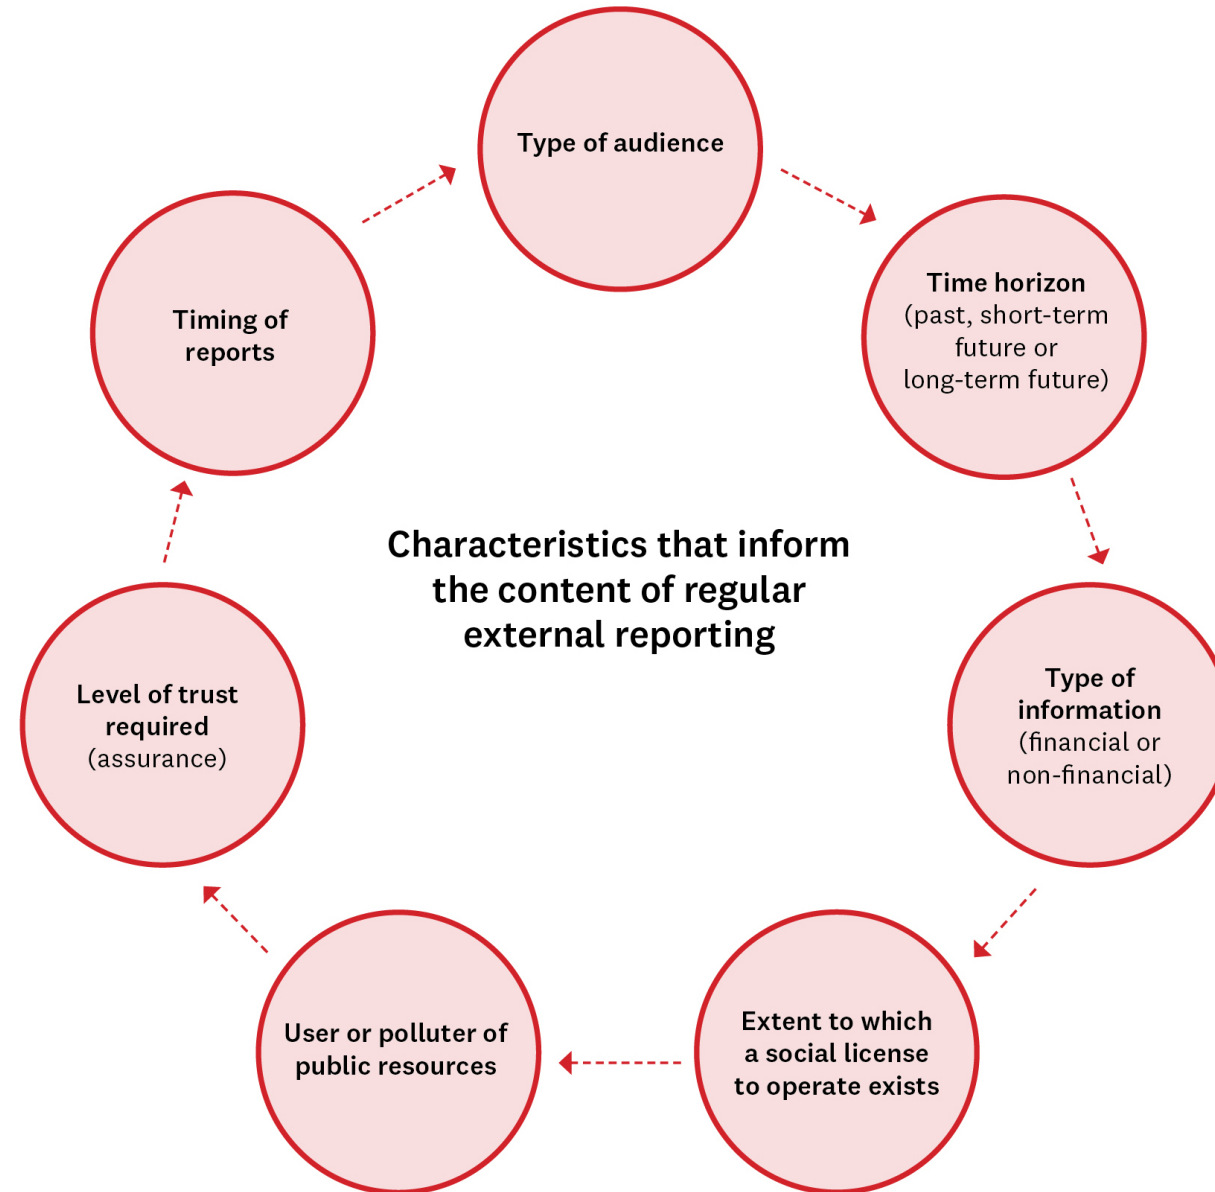 Type of audience
Time horizon
(past, short-term
future or
long-term future)
Type of
information
(financial or
non-financial)
Extent to which
a social license
to operate exists
User or polluter of
public resources
Level of trust
required
(assurance)
Timing of
reports
Characteristics that inform
the content of regular
external reporting